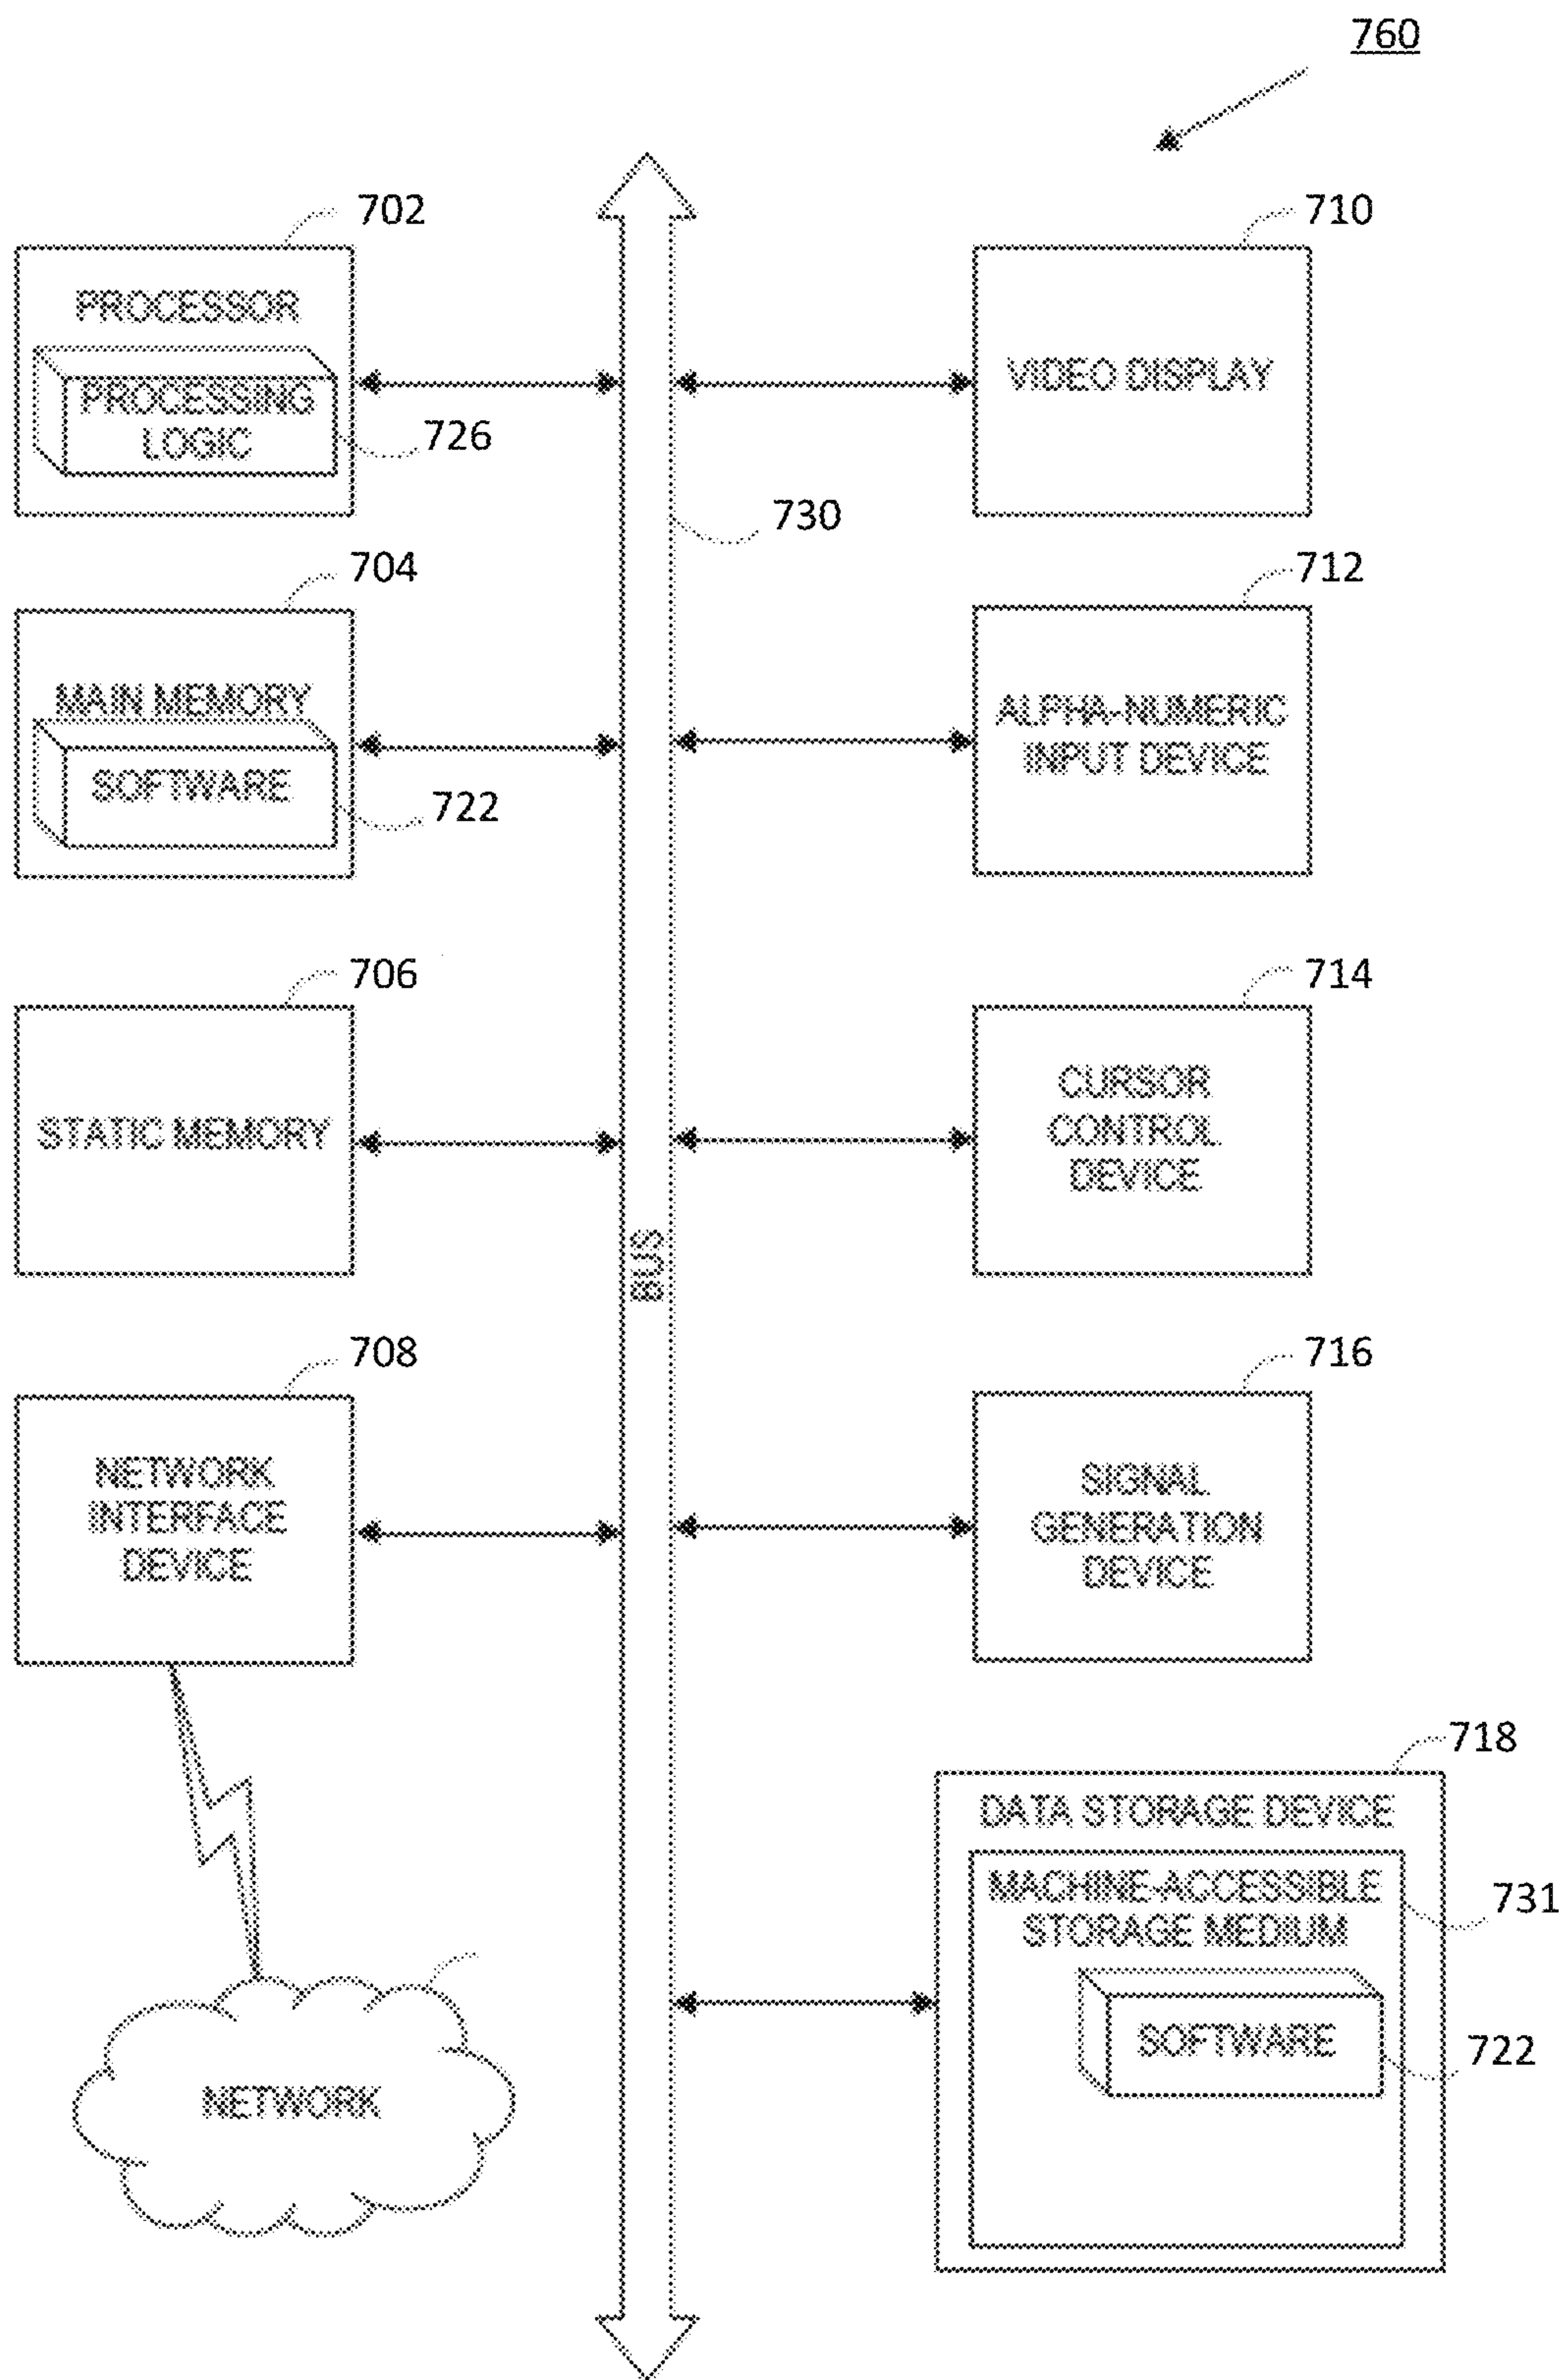 760
702
PROCESSOR
PROCESSING
LOGIC
726
710
VIDEO DISPLAY
730
704
MAIN MEMORY
SOFTWARE
722
712
ALPHA-NUMERIC
INPUT DEVICE
706
STATIC MEMORY
714
CURSOR
CONTROL
DEVICE
BUS
708
NETWORK
INTERFACE
DEVICE
716
SIGNAL
GENERATION
DEVICE
718
DATA STORAGE DEVICE
MACHINE-ACCESSIBLE
STORAGE MEDIUM
731
SOFTWARE
722
NETWORK